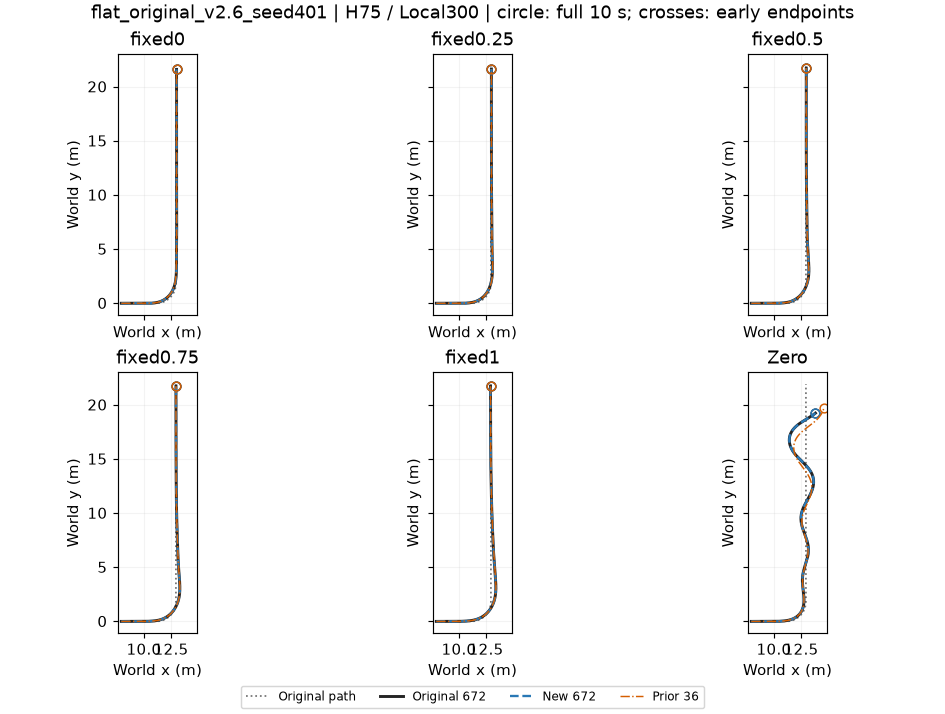 flat_original_v2.6_seed401 | H75 / Local300 | circle: full 10 s; crosses: early endpoints
fixed0
fixed0.25
fixed0.5
World y (m)
20
15
10
5
0
World x (m)
World y (m)
World x (m)
World y (m)
World x (m)
fixed0.75
fixed1
Zero
World y (m)
20
15
10
5
0
10.0 12.5
World x (m)
World y (m)
10.0 12.5
World x (m)
World y (m)
10.0 12.5
World x (m)
Original path
Original 672
New 672
Prior 36